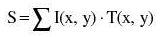 S=∑ I(x, y)·T(x, y)